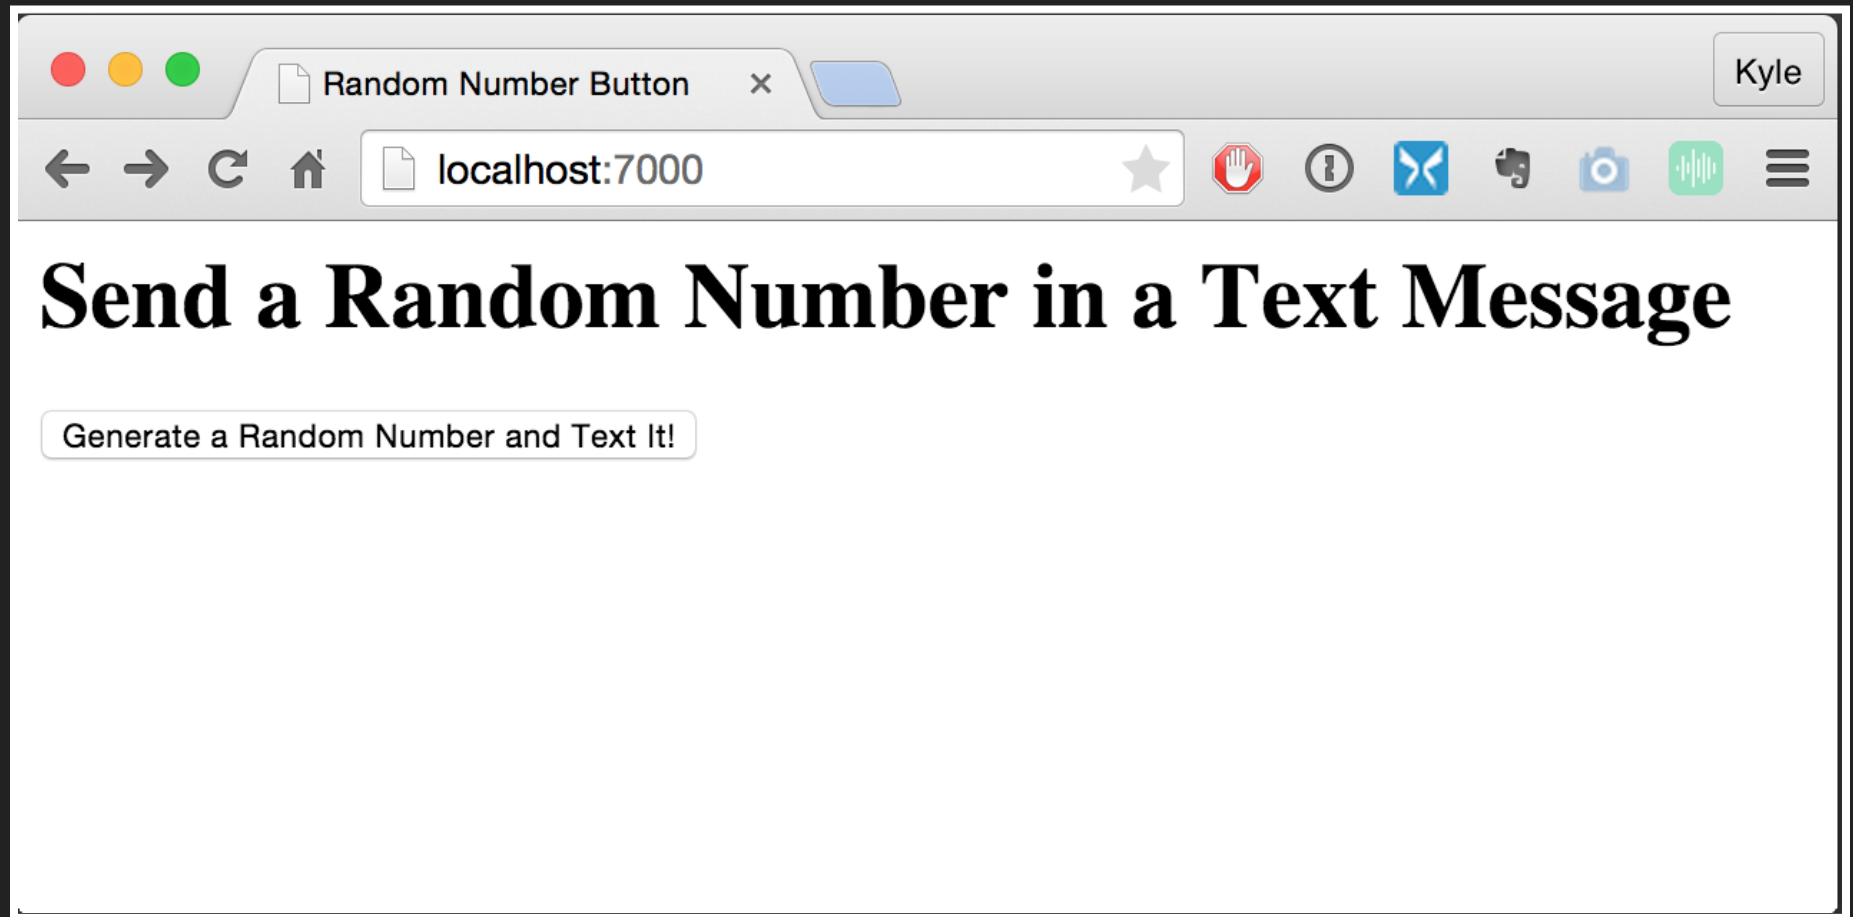 Random Number Button
Kyle
localhost:7000
Send a Random Number in a Text Message
Generate a Random Number and Text It!